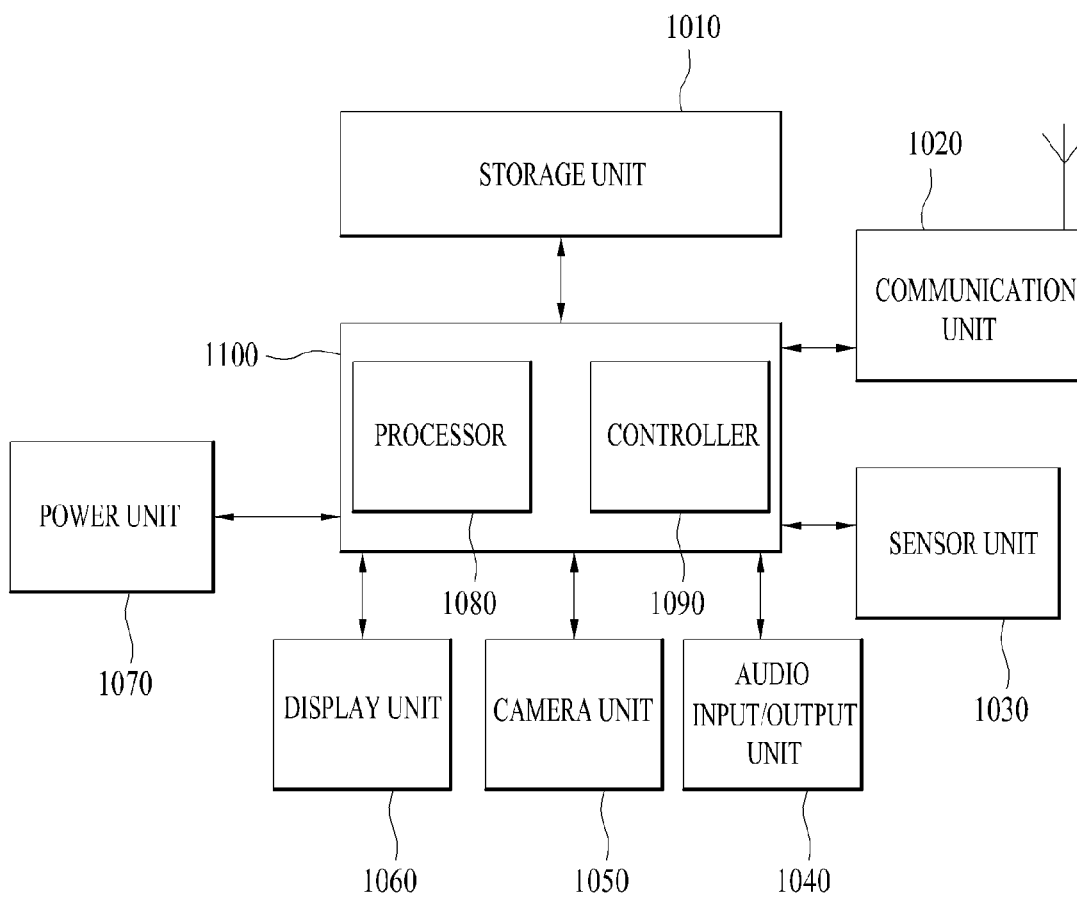 1010
STORAGE UNIT
1020
COMMUNICATION
UNIT
1100
PROCESSOR
CONTROLLER
POWER UNIT
SENSOR UNIT
1080
1090
1070
1030
DISPLAY UNIT
CAMERA UNIT
AUDIO
INPUT/OUTPUT
UNIT
1060
1050
1040